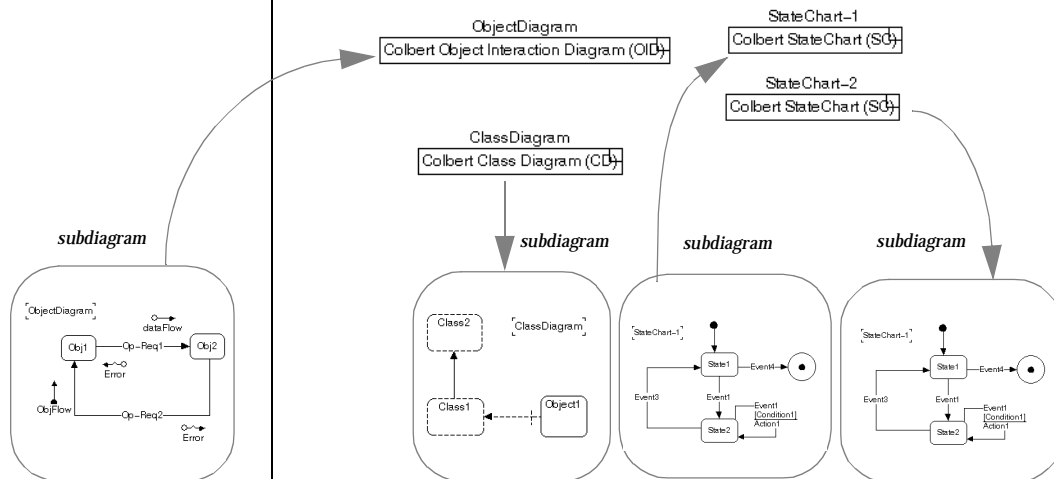 ObjectDiagram
Colbert Object Interaction Diagram (OID)
StateChart-1
Colbert StateChart (SC)
StateChart-2
Colbert StateChart (SC)
ClassDiagram
Colbert Class Diagram (CD)
subdiagram
subdiagram
subdiagram
subdiagram
[ObjectDiagram]
dataFlow
Obj1
Op-Req1
Obj2
Error
ObjFlow
Op-Req2
Error
Class2
[ClassDiagram]
Class1
Object1
[StateChart-1]
State1
Event4
Event3
Event1
Event1
[Condition1]
Action1
State2
[StateChart-1]
State1
Event4
Event3
Event1
Event1
[Condition1]
Action1
State2